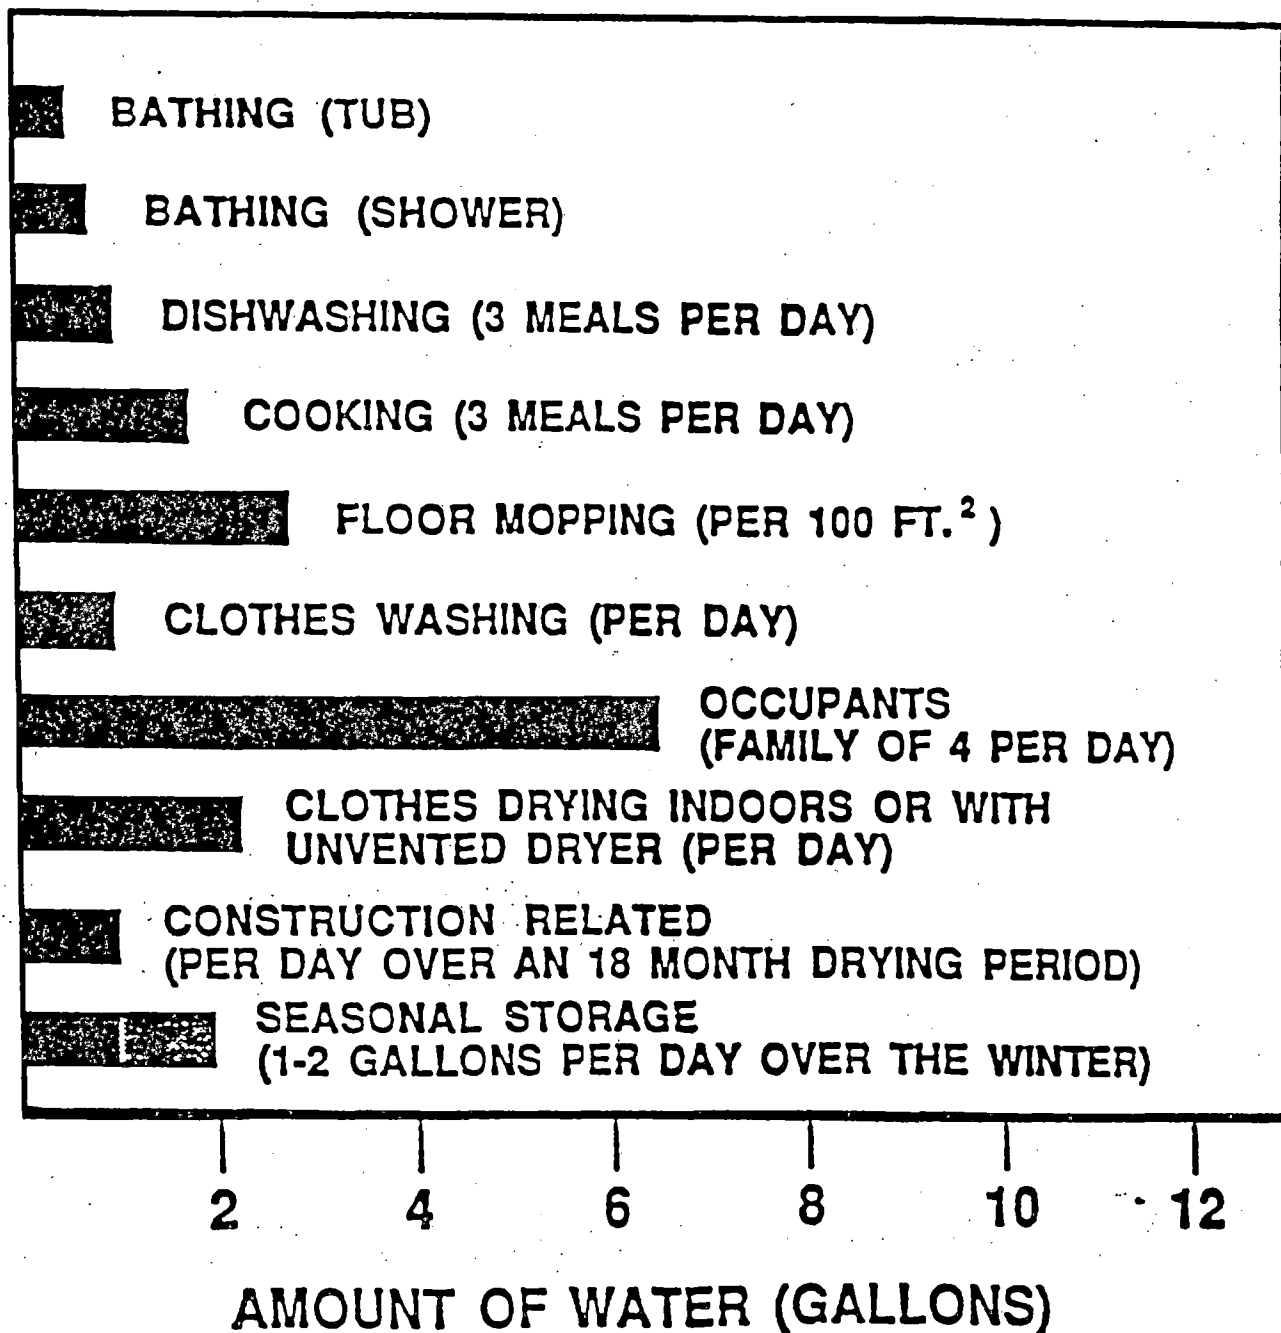 BATHING (TUB)
BATHING (SHOWER)
DISHWASHING (3 MEALS PER DAY)
COOKING (3 MEALS PER DAY)
FLOOR MOPPING (PER 100 FT.²)
CLOTHES WASHING (PER DAY)
OCCUPANTS
(FAMILY OF 4 PER DAY)
CLOTHES DRYING INDOORS OR WITH
UNVENTED DRYER (PER DAY)
CONSTRUCTION RELATED
(PER DAY OVER AN 18 MONTH DRYING PERIOD)
SEASONAL STORAGE
(1-2 GALLONS PER DAY OVER THE WINTER)
2 4 6 8 10 12
AMOUNT OF WATER (GALLONS)